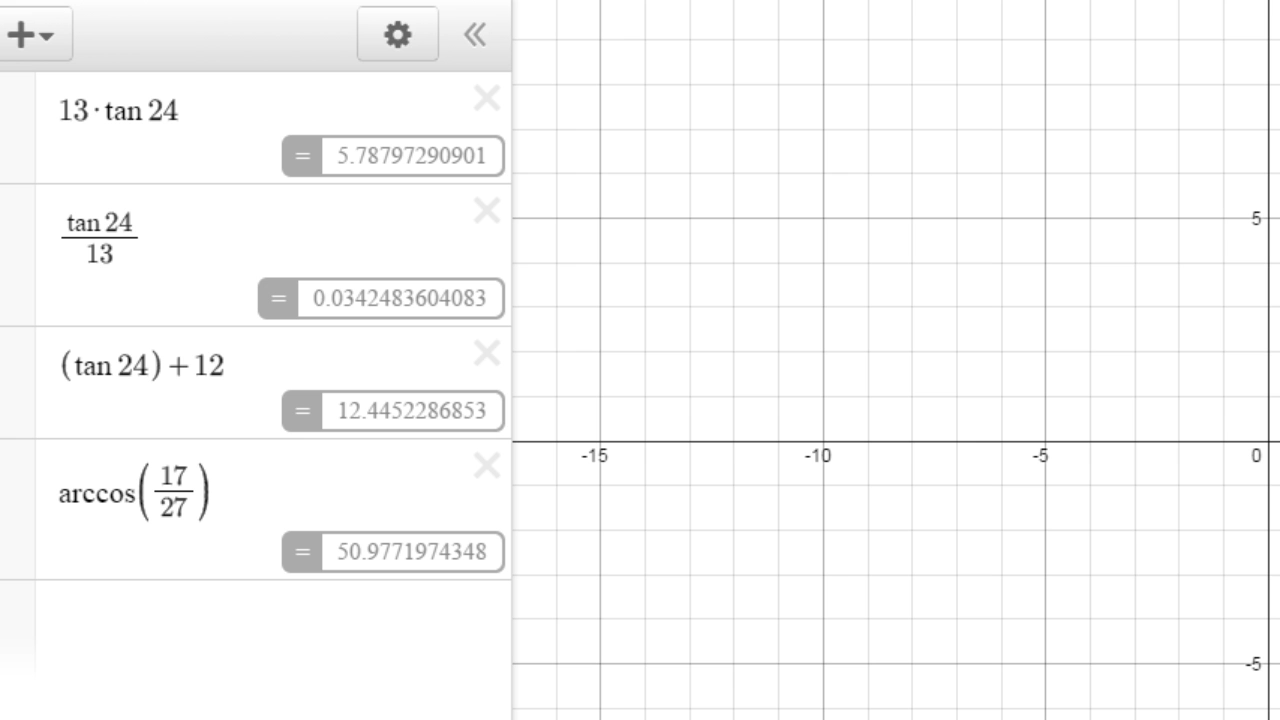 13 · tan 24
= 5.78797290901
tan 24
13
= 0.0342483604083
(tan 24) + 12
= 12.4452286853
arccos(17/27)
= 50.9771974348
5
-15 -10 -5 0
-5